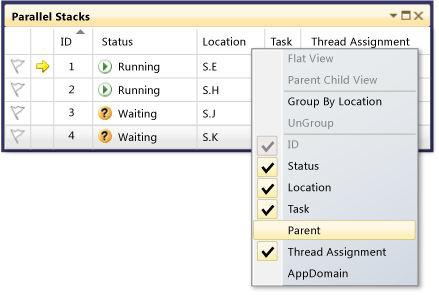 Parallel Stacks
ID Status Location Task Thread Assignment
1 Running S.E
2 Running S.H
3 Waiting S.J
4 Waiting S.K
Flat View
Parent Child View
Group By Location
UnGroup
ID
Status
Location
Task
Parent
Thread Assignment
AppDomain